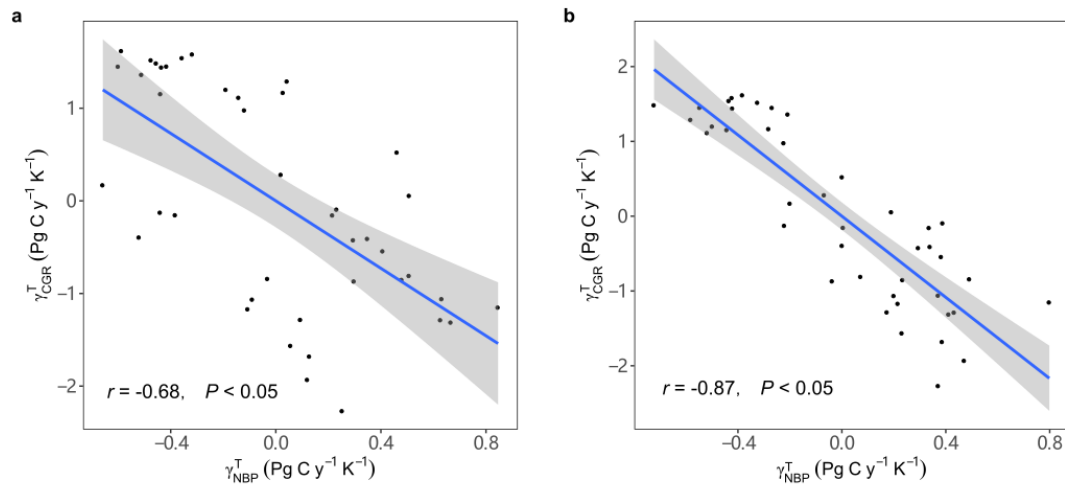 a
1
0
−1
−2
−0.4
0.0
0.4
0.8
γ^T_CGR (Pg C y⁻¹ K⁻¹)
r = -0.68, P < 0.05
γ^T_NBP (Pg C y⁻¹ K⁻¹)
b
2
1
0
−1
−2
−0.4
0.0
0.4
0.8
γ^T_CGR (Pg C y⁻¹ K⁻¹)
r = -0.87, P < 0.05
γ^T_NBP (Pg C y⁻¹ K⁻¹)